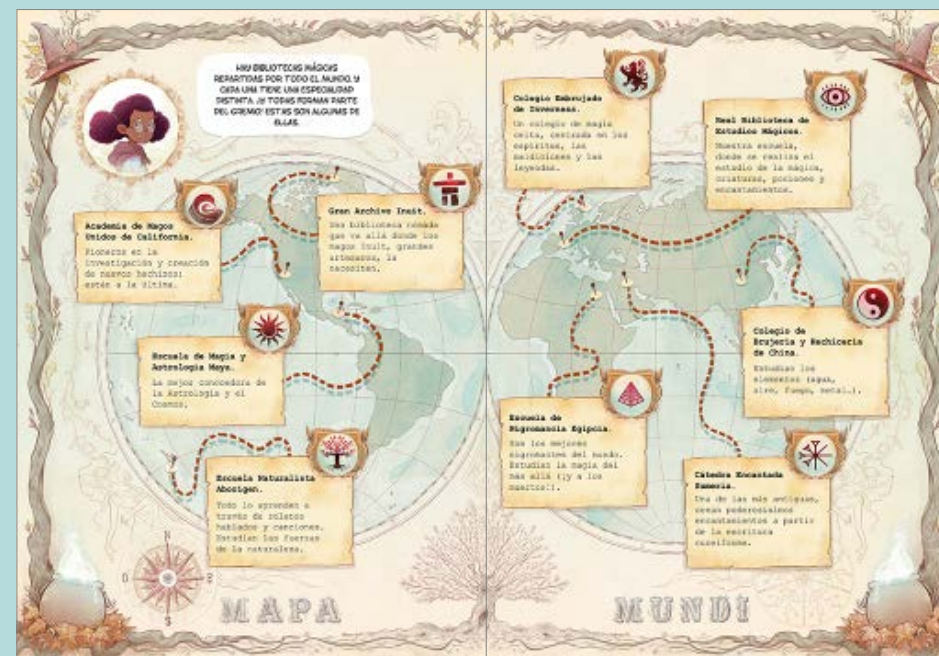 HAY BIBLIOTECAS MÁGICAS
REPARTIDAS POR TODO EL MUNDO. Y
CADA UNA TIENE UNA ESPECIALIDAD
DISTINTA. ¡Y TODAS FORMAN PARTE
DEL GREMIO! ESTAS SON ALGUNAS DE
ELLAS.
Academia de Magos
Unidos de California.
Pioneros en la
investigación y creación
de nuevos hechizos:
están a la última.
Gran Archivo Inuit.
Una biblioteca nómada
que va allá donde los
magos Inuit, grandes
artesanos, la
necesiten.
Escuela de Magia y
Astrología Maya.
La mejor conocedora de
la Astrología y el
Cosmos.
Escuela Naturalista
Aborigen.
Todo lo aprenden a
través de relatos
hablados y canciones.
Estudian las fuerzas
de la naturaleza.
N
O
E
S
MAPA
Colegio Embrujado
de Inverness.
Un colegio de magia
celta, centrada en los
espíritus, las
maldiciones y las
leyendas.
Real Biblioteca de
Estudios Mágicos.
Nuestra escuela,
donde se realiza el
estudio de la mágica,
criaturas, pociones y
encantamientos.
Colegio de
Brujería y Hechicería
de China.
Estudian los
elementos (agua,
aire, fuego, metal…).
Escuela de
Nigromancia Egipcia.
Son los mejores
nigromantes del mundo.
Estudian la magia del
más allá (¡y a los
muertos!).
Cátedra Encantada
Sumeria.
Una de las más antiguas,
crean poderosísimos
encantamientos a partir
de la escritura
cuneiforme.
MUNDI